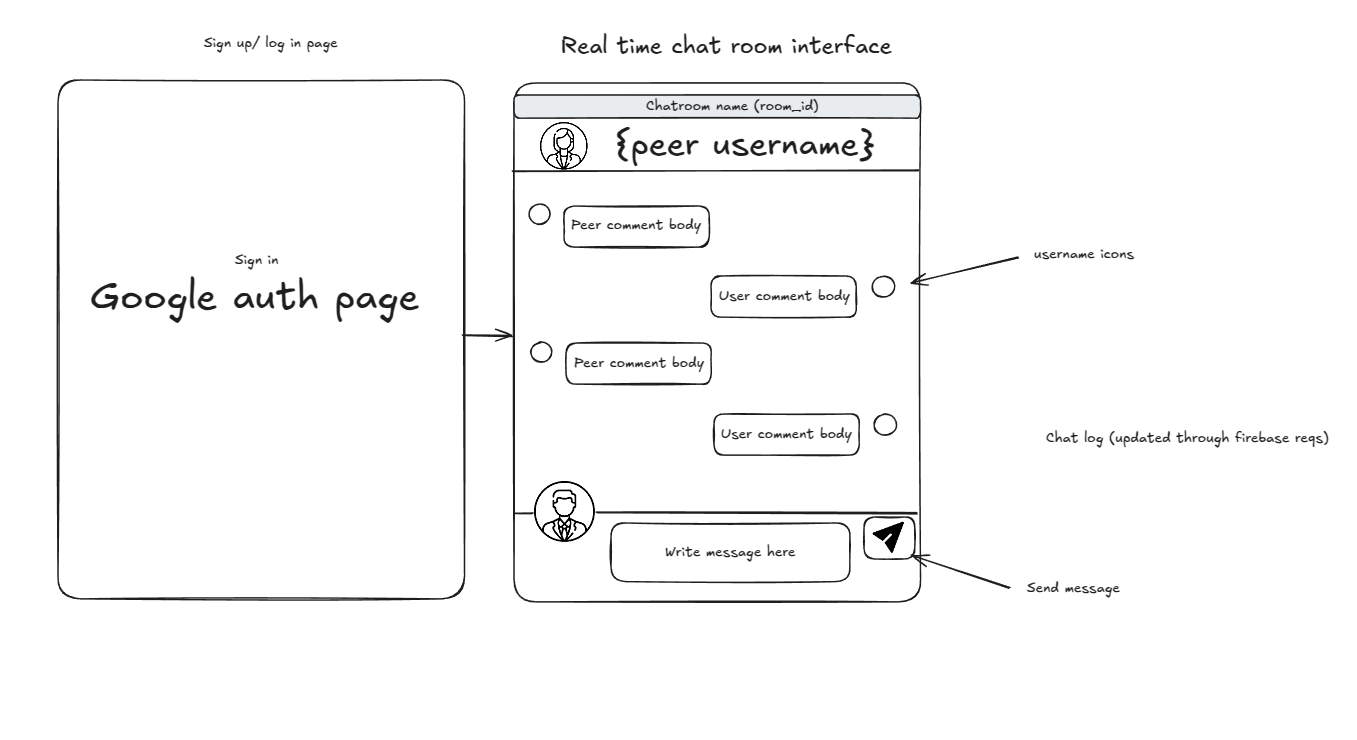 Sign up/ log in page
Real time chat room interface
Chatroom name (room_id)
{peer username}
Peer comment body
username icons
Sign in
Google auth page
User comment body
Peer comment body
User comment body
Chat log (updated through firebase reqs)
Write message here
Send message